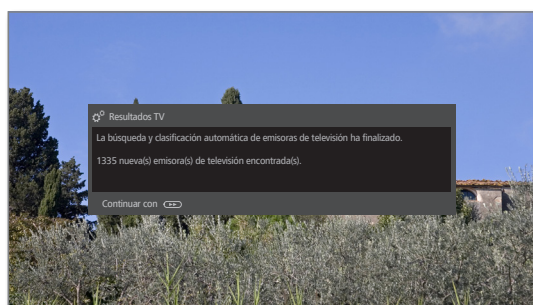 Resultados TV
La búsqueda y clasificación automática de emisoras de televisión ha finalizado.
1335 nueva(s) emisora(s) de televisión encontrada(s).
Continuar con